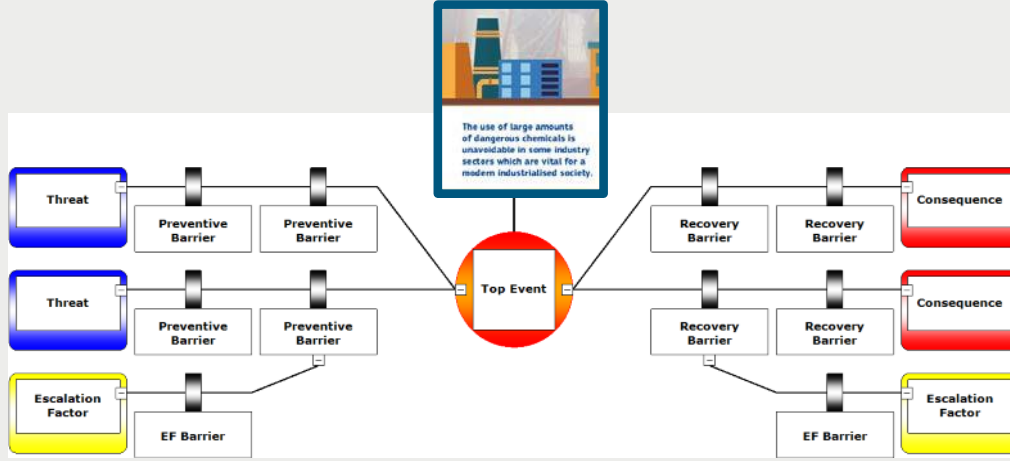 The use of large amounts
of dangerous chemicals is
unavoidable in some industry
sectors which are vital for a
modern industrialised society.
Threat
Preventive
Barrier
Preventive
Barrier
Recovery
Barrier
Recovery
Barrier
Consequence
Top Event
Threat
Preventive
Barrier
Preventive
Barrier
Recovery
Barrier
Recovery
Barrier
Consequence
Escalation
Factor
EF Barrier
EF Barrier
Escalation
Factor